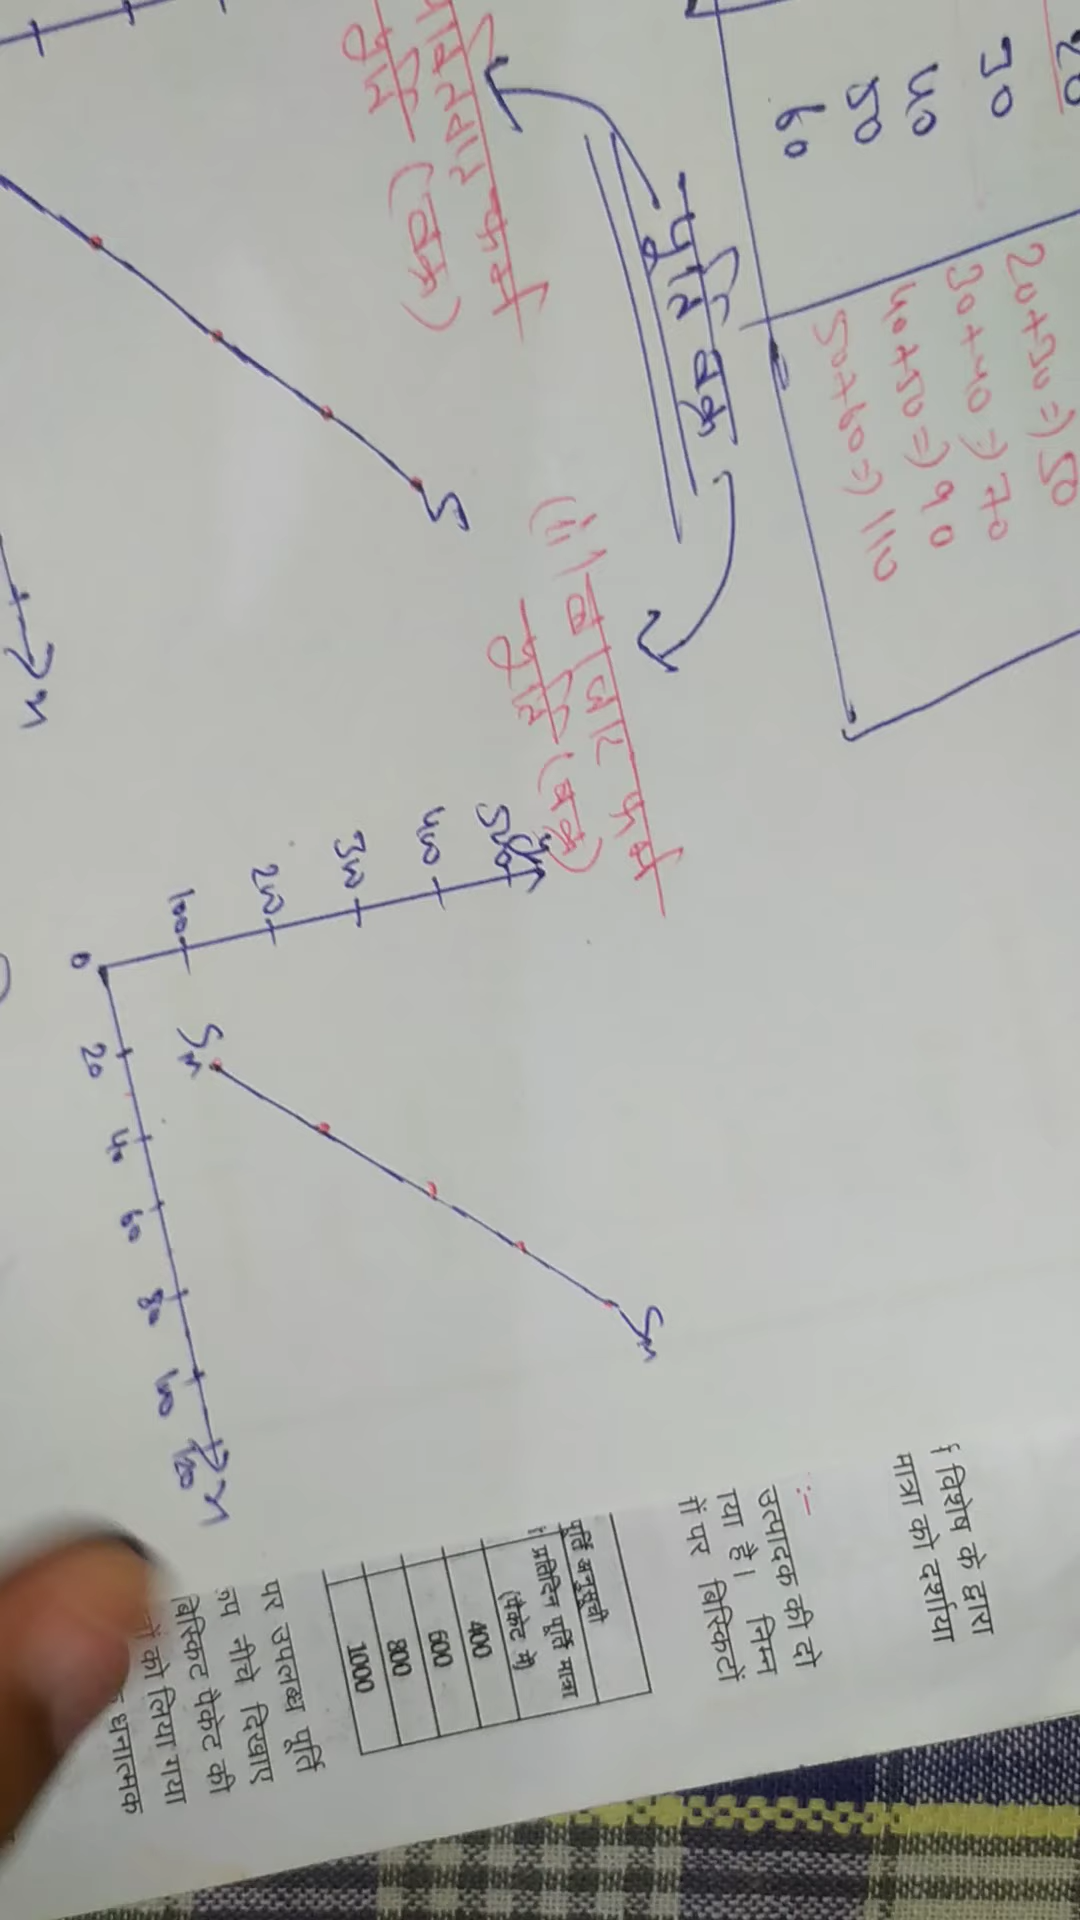 20
30
40
50
60
20+30 => 50
30+40 => 70
40+50 => 90
50+60 => 110
पूर्ति वक्र
पूर्ति (वक्र)
ii) बाजार फर्म
पूर्ति (वक्र)
S
x
y
500
400
300
200
100
0
20
40
60
80
100
120
x
SM
SM
विशेष के द्वारा
मात्रा को दर्शाया
:-
उत्पादक की दो
गया है। निम्न
में पर बिस्किटों
पूर्ति अनुसूची
प्रतिदिन पूर्ति मात्रा
(पैकेट में)
400
600
800
1000
पर उपलब्ध पूर्ति
नीचे दिखाए
बिस्किट पैकेट की
को लिया गया
धनात्मक